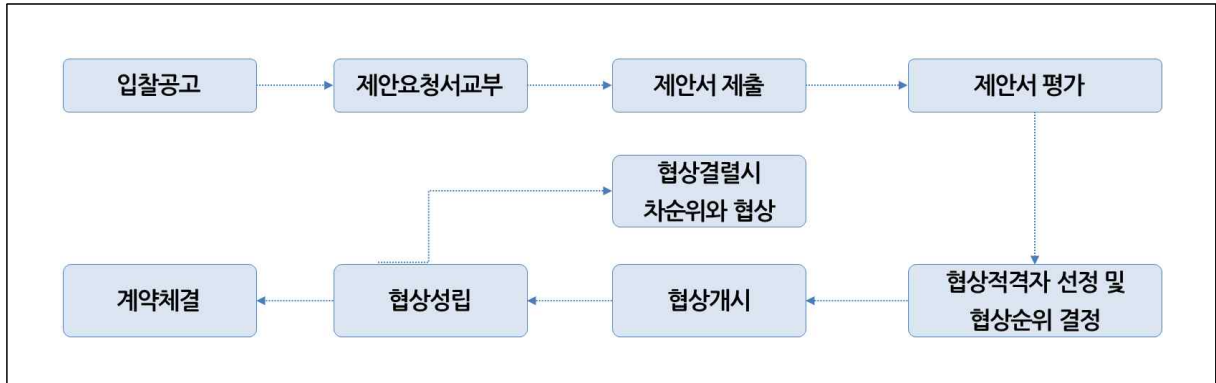 입찰공고
제안요청서교부
제안서 제출
제안서 평가
협상결렬시
차순위와 협상
계약체결
협상성립
협상개시
협상적격자 선정 및
협상순위 결정